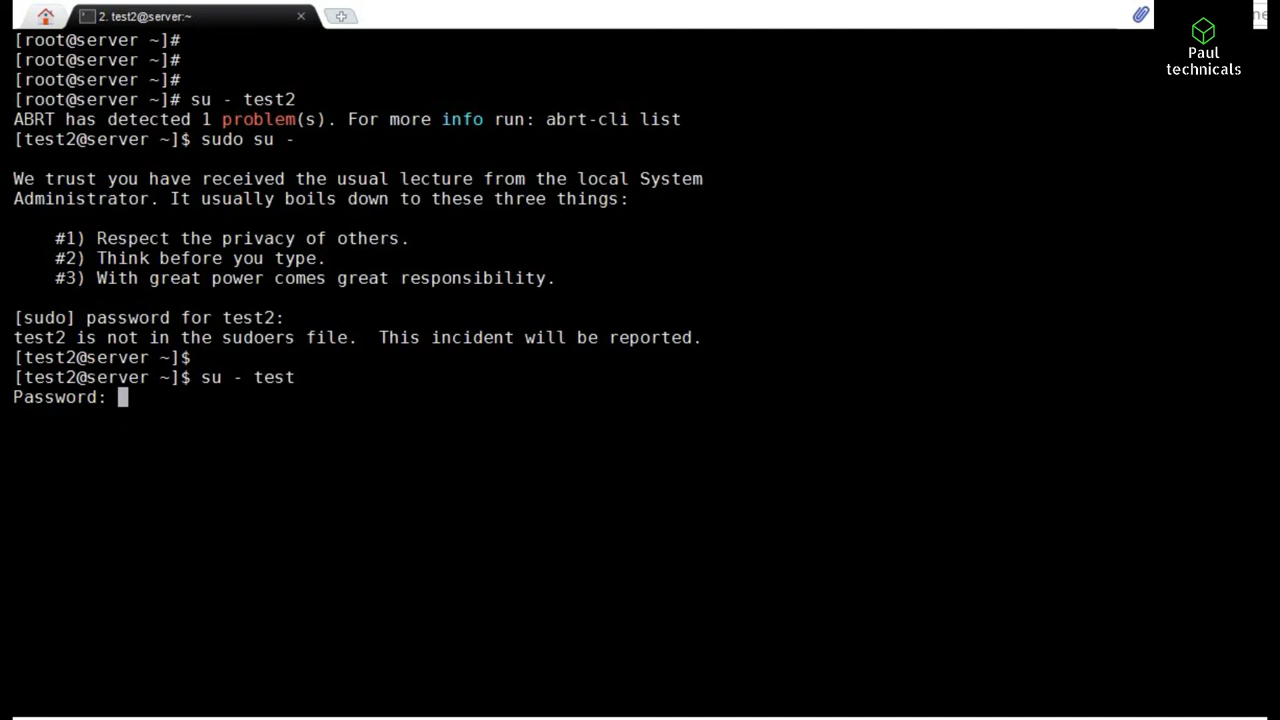 2. test2@server:~
Paul
technicals
[root@server ~]#
[root@server ~]#
[root@server ~]#
[root@server ~]# su - test2
ABRT has detected 1 problem(s). For more info run: abrt-cli list
[test2@server ~]$ sudo su -
We trust you have received the usual lecture from the local System
Administrator. It usually boils down to these three things:
#1) Respect the privacy of others.
#2) Think before you type.
#3) With great power comes great responsibility.
[sudo] password for test2:
test2 is not in the sudoers file.  This incident will be reported.
[test2@server ~]$
[test2@server ~]$ su - test
Password: